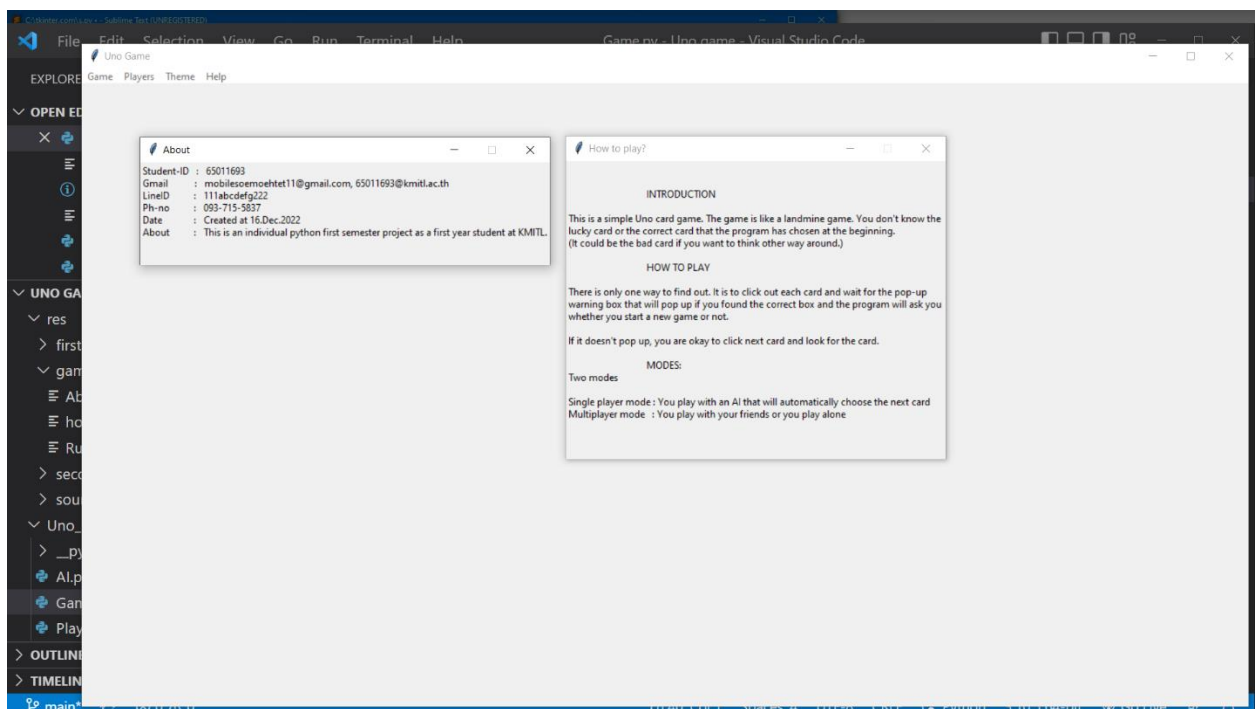 C:\tkinter.com\u.py • - Sublime Text (UNREGISTERED)
File Edit Selection View Go Run Terminal Help
Game.py - Uno game - Visual Studio Code
Uno Game
Game Players Theme Help
EXPLORE
OPEN ED
UNO GA
res
first
gam
Ab
ho
Ru
seco
sou
Uno_
__py
AI.p
Gam
Play
OUTLINE
TIMELIN
main*
About
Student-ID : 65011693
Gmail : mobilesoemoehtet11@gmail.com, 65011693@kmitl.ac.th
LineID : 111abcdefg222
Ph-no : 093-715-5837
Date : Created at 16.Dec.2022
About : This is an individual python first semester project as a first year student at KMITL.
How to play?
INTRODUCTION
This is a simple Uno card game. The game is like a landmine game. You don't know the
lucky card or the correct card that the program has chosen at the beginning.
(It could be the bad card if you want to think other way around.)
HOW TO PLAY
There is only one way to find out. It is to click out each card and wait for the pop-up
warning box that will pop up if you found the correct box and the program will ask you
whether you start a new game or not.
If it doesn't pop up, you are okay to click next card and look for the card.
MODES:
Two modes
Single player mode : You play with an AI that will automatically choose the next card
Multiplayer mode : You play with your friends or you play alone